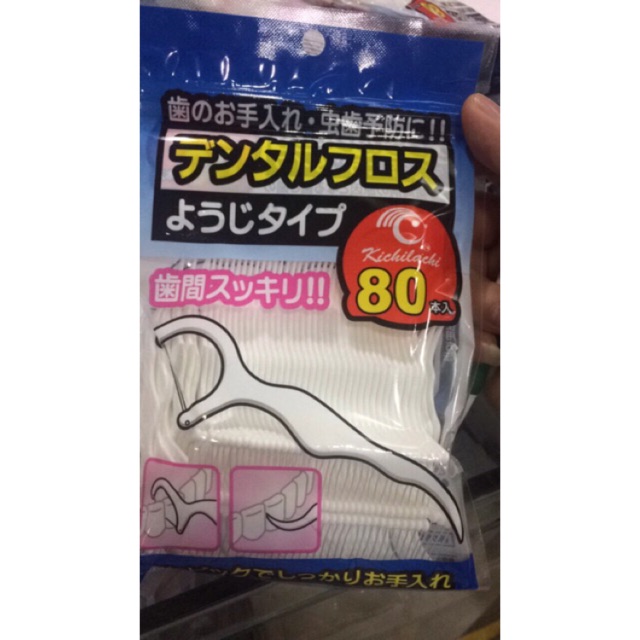 歯のお手入れ・虫歯予防に!!
デンタルフロス
ようじタイプ
Kichilachi
80本入
歯間スッキリ!!
でしっかりお手入れ